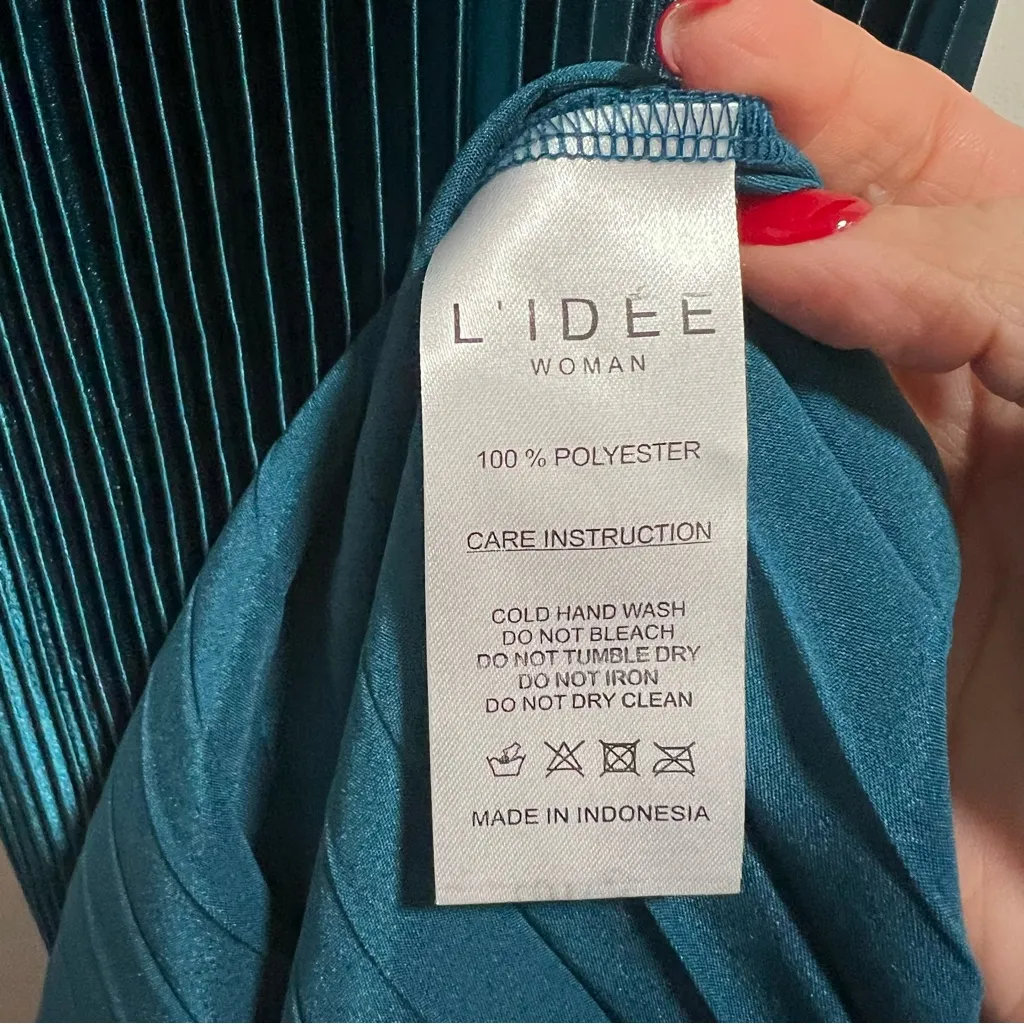 L'IDÉE
WOMAN
100 % POLYESTER
CARE INSTRUCTION
COLD HAND WASH
DO NOT BLEACH
DO NOT TUMBLE DRY
DO NOT IRON
DO NOT DRY CLEAN
MADE IN INDONESIA